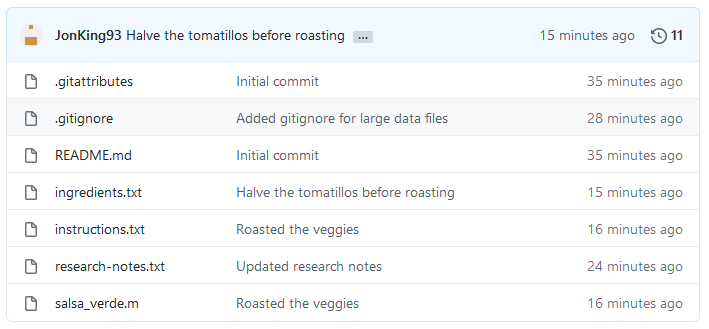 JonKing93 Halve the tomatillos before roasting ... 15 minutes ago 11
.gitattributes Initial commit 35 minutes ago
.gitignore Added gitignore for large data files 28 minutes ago
README.md Initial commit 35 minutes ago
ingredients.txt Halve the tomatillos before roasting 15 minutes ago
instructions.txt Roasted the veggies 16 minutes ago
research-notes.txt Updated research notes 24 minutes ago
salsa_verde.m Roasted the veggies 16 minutes ago